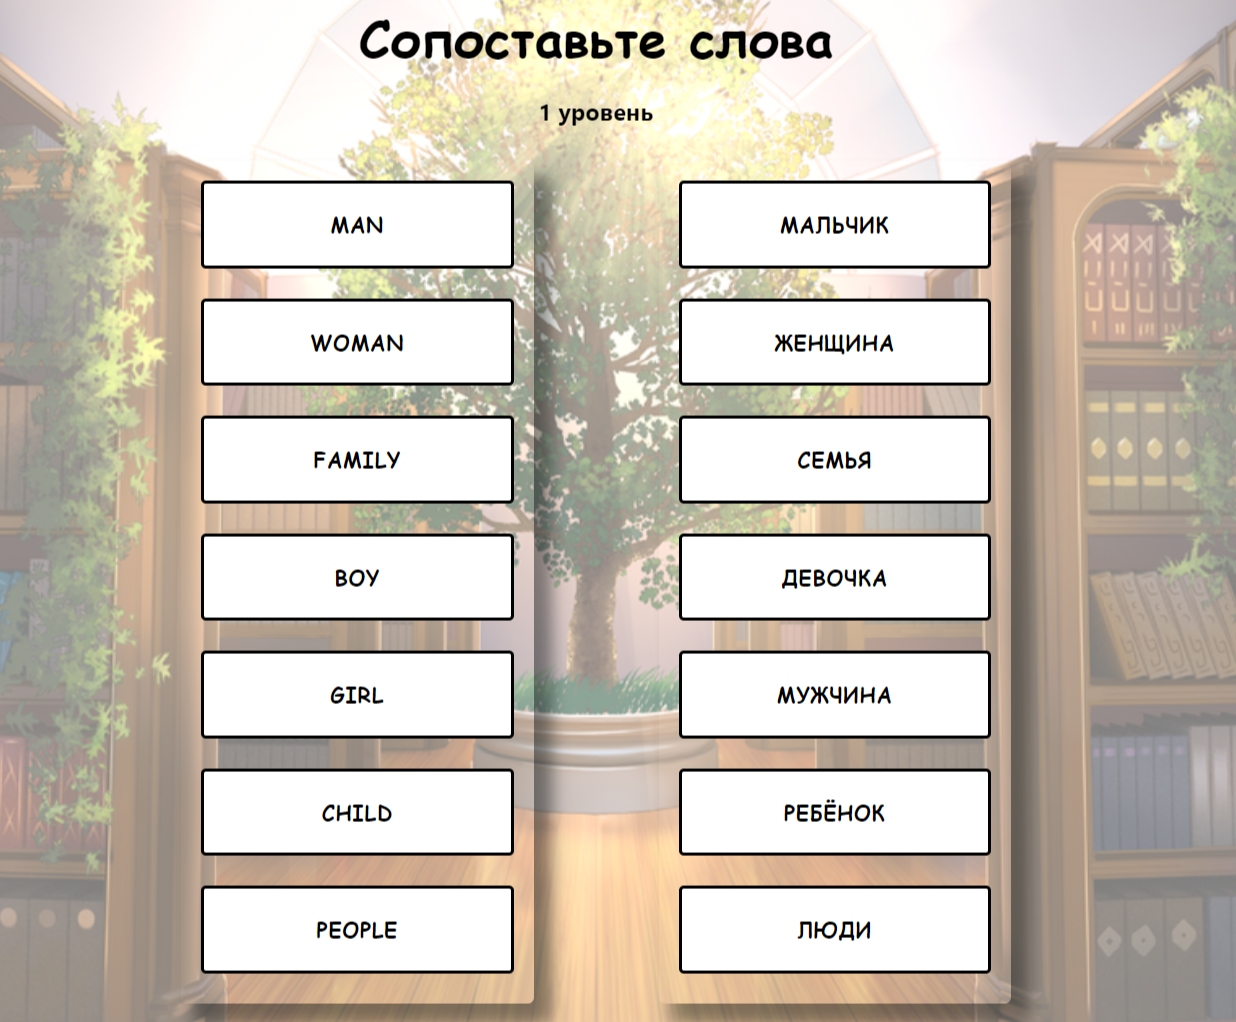 Сопоставьте слова
1 уровень
MAN
МАЛЬЧИК
WOMAN
ЖЕНЩИНА
FAMILY
СЕМЬЯ
BOY
ДЕВОЧКА
GIRL
МУЖЧИНА
CHILD
РЕБЁНОК
PEOPLE
ЛЮДИ